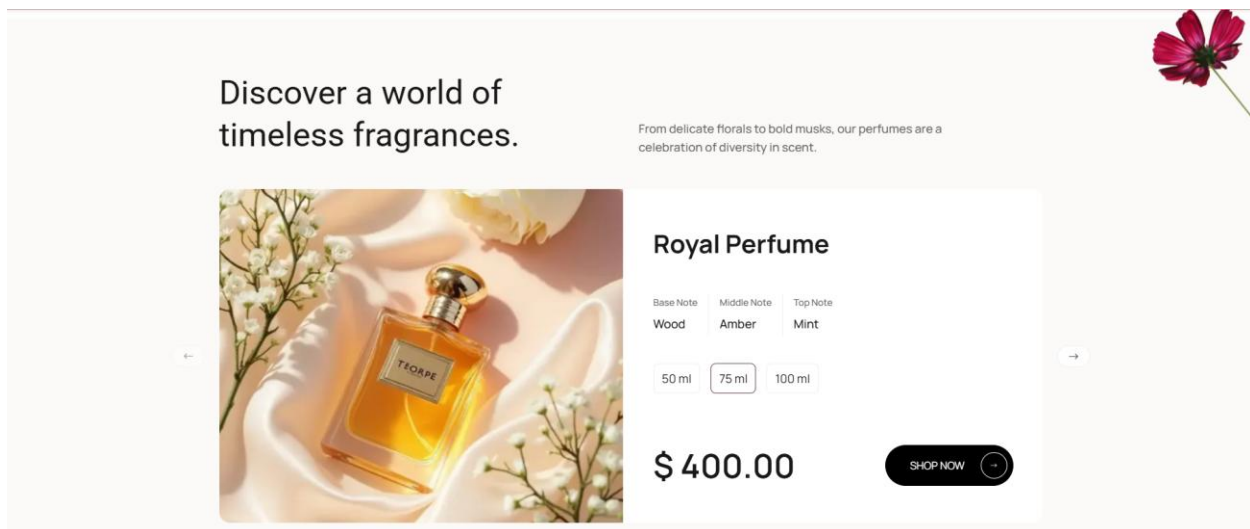 Discover a world of
timeless fragrances.
From delicate florals to bold musks, our perfumes are a
celebration of diversity in scent.
TEORPE
Royal Perfume
Base Note Middle Note Top Note
Wood Amber Mint
50 ml 75 ml 100 ml
$ 400.00
SHOP NOW